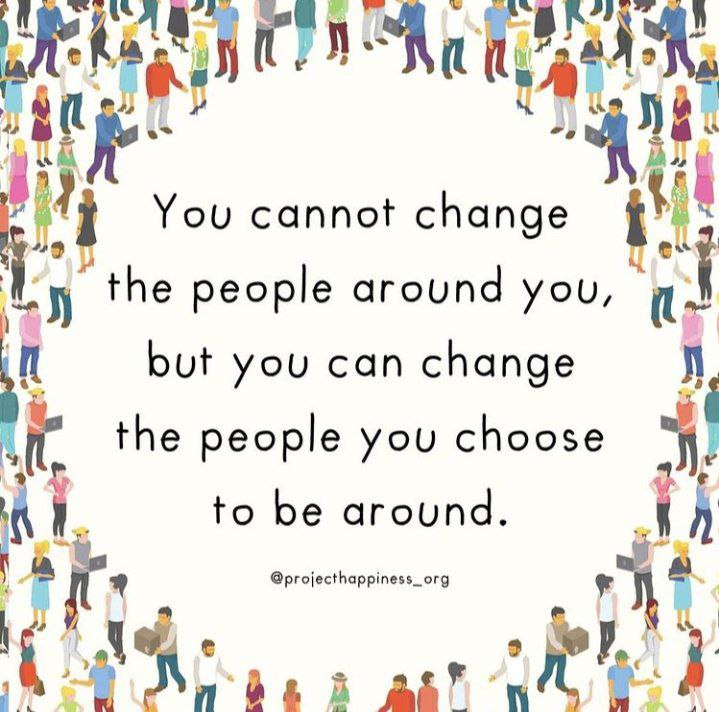 You cannot change
the people around you,
but you can change
the people you choose
to be around.
@projecthappiness_org